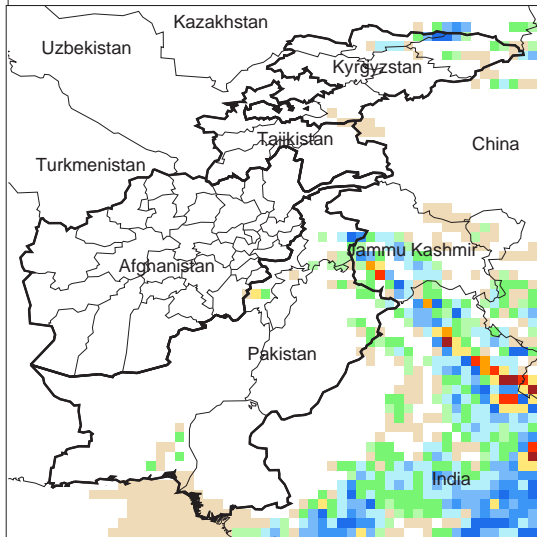 Kazakhstan
Uzbekistan
Kyrgyzstan
Tajikistan
China
Turkmenistan
Jammu Kashmir
Afghanistan
Pakistan
India